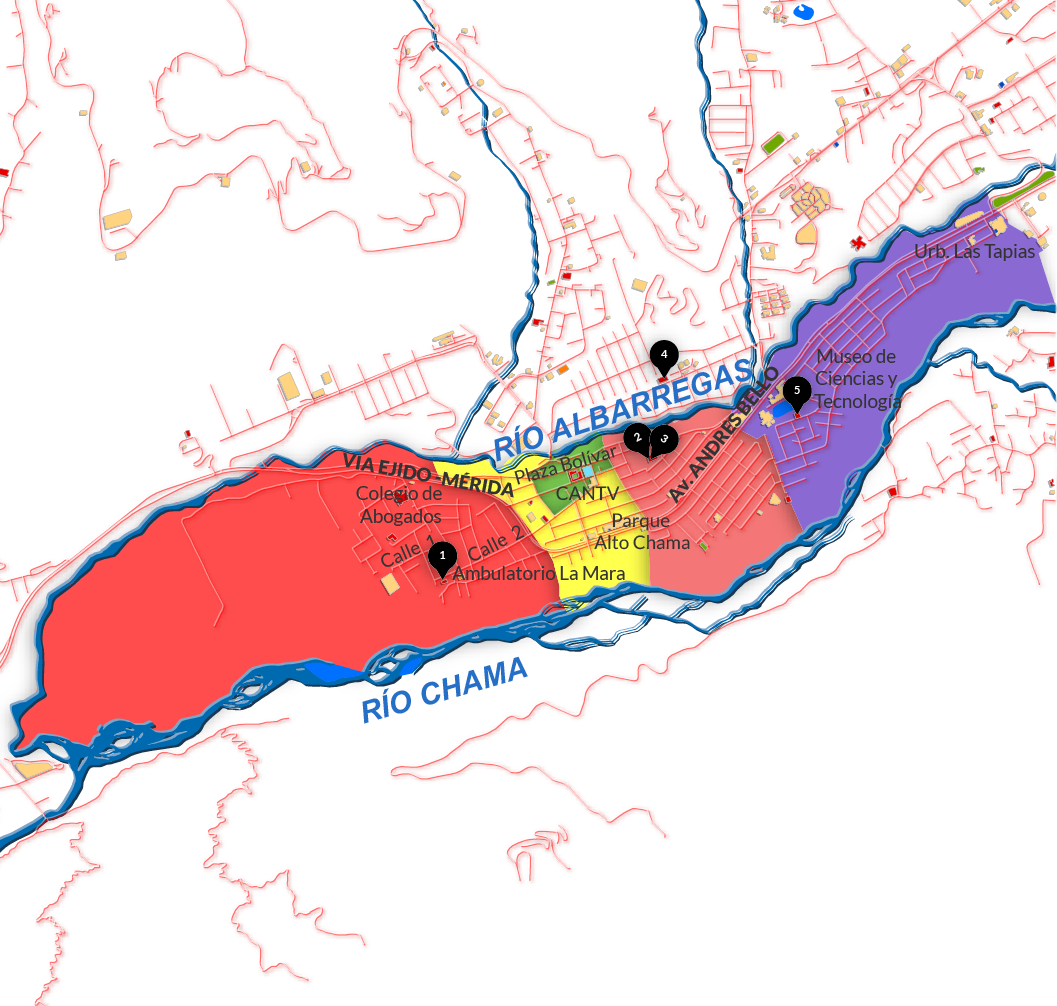 Urb. Las Tapias
4
Museo de
Ciencias y
Tecnología
5
RÍO ALBARREGAS
Av. ANDRES BELLO
2
3
VIA EJIDO-MÉRIDA
Plaza Bolívar
Colegio de
Abogados
CANTV
Parque
Alto Chama
Calle 1
Calle 2
1
Ambulatorio La Mara
RÍO CHAMA